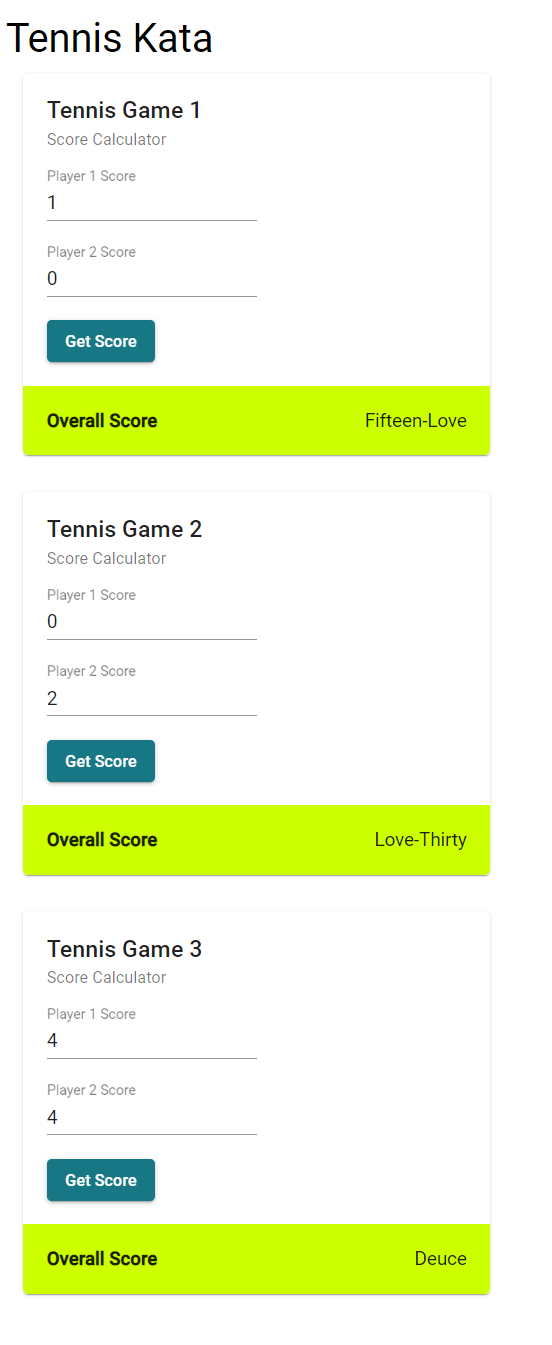 Tennis Kata
Tennis Game 1
Score Calculator
Player 1 Score
1
Player 2 Score
0
Get Score
Overall Score Fifteen-Love
Tennis Game 2
Score Calculator
Player 1 Score
0
Player 2 Score
2
Get Score
Overall Score Love-Thirty
Tennis Game 3
Score Calculator
Player 1 Score
4
Player 2 Score
4
Get Score
Overall Score Deuce